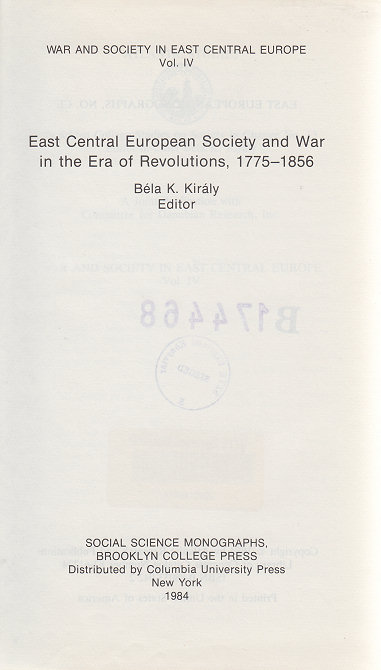 WAR AND SOCIETY IN EAST CENTRAL EUROPE
Vol. IV
East Central European Society and War
in the Era of Revolutions, 1775–1856
Béla K. Király
Editor
B174468
SOCIAL SCIENCE MONOGRAPHS,
BROOKLYN COLLEGE PRESS
Distributed by Columbia University Press
New York
1984